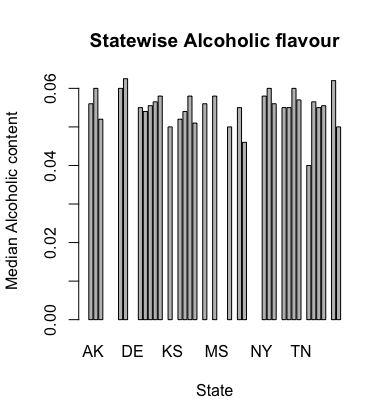 Statewise Alcoholic flavour
Median Alcoholic content
0.06
0.04
0.02
0.00
AK DE KS MS NY TN
State